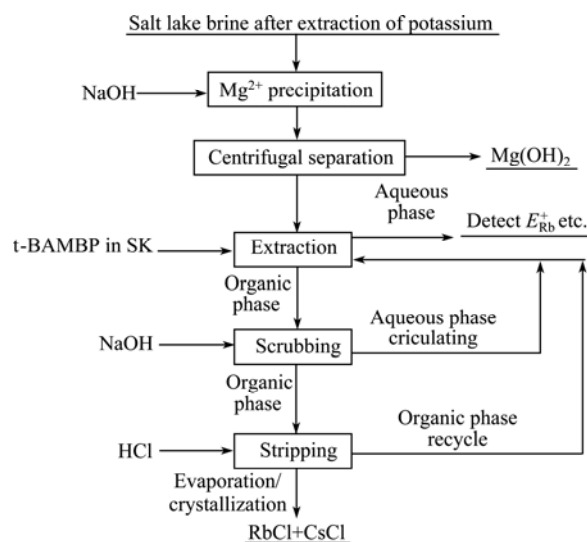 Salt lake brine after extraction of potassium
NaOH
Mg²⁺ precipitation
Centrifugal separation
Mg(OH)₂
Aqueous
phase
Detect E⁺Rb etc.
t-BAMBP in SK
Extraction
Organic
phase
Aqueous phase
criculating
NaOH
Scrubbing
Organic
phase
Organic phase
recycle
HCl
Stripping
Evaporation/
crystallization
RbCl+CsCl